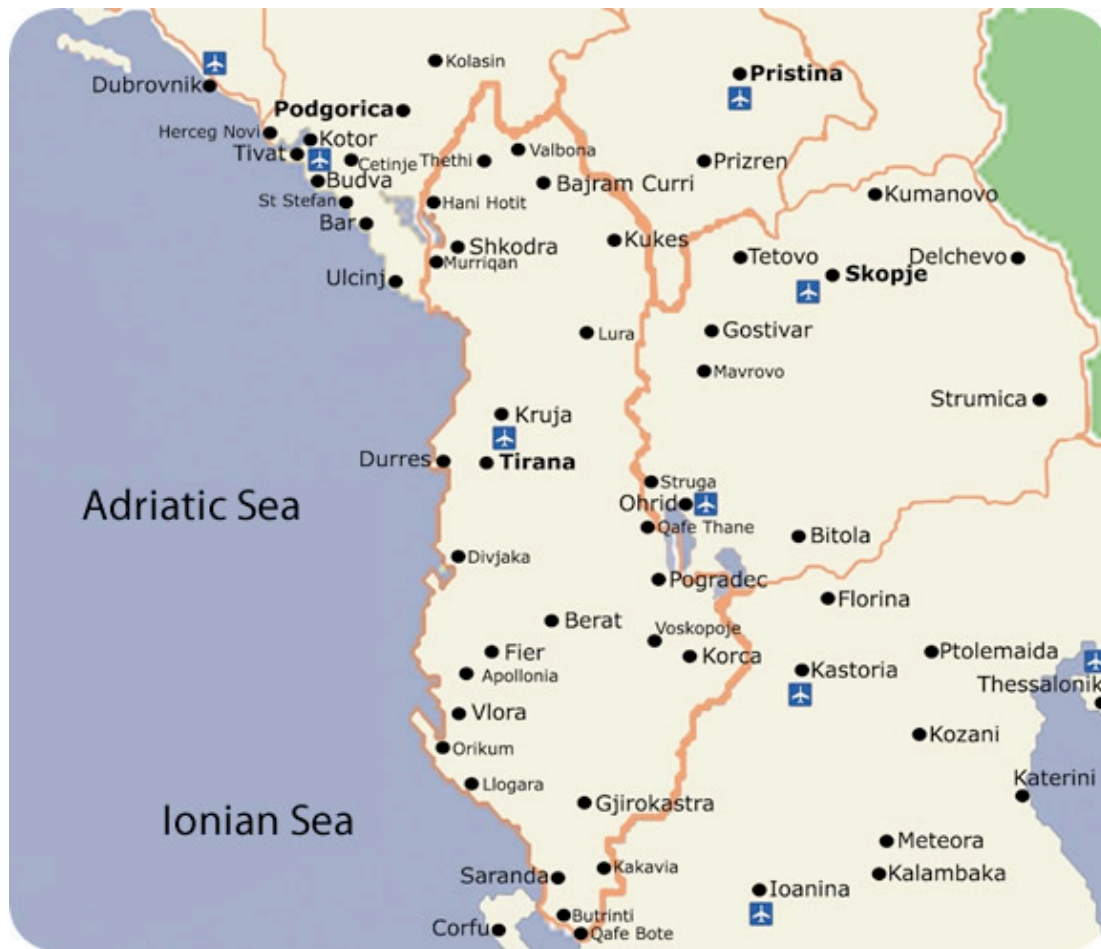 Kolasin
Pristina
Dubrovnik
Podgorica
Herceg Novi
Kotor
Tivat
Cetinje
Thethi
Valbona
Prizren
Budva
Bajram Curri
St Stefan
Hani Hotit
Kumanovo
Bar
Shkodra
Kukes
Murriqan
Tetovo
Delchevo
Ulcinj
Skopje
Lura
Gostivar
Mavrovo
Strumica
Kruja
Durres
Tirana
Struga
Ohrid
Adriatic Sea
Qafe Thane
Bitola
Divjaka
Pogradec
Florina
Berat
Voskopoje
Fier
Korca
Ptolemaida
Apollonia
Kastoria
Thessalonik
Vlora
Kozani
Orikum
Llogara
Katerini
Gjirokastra
Ionian Sea
Meteora
Kakavia
Saranda
Kalambaka
Ioanina
Butrinti
Corfu
Qafe Bote